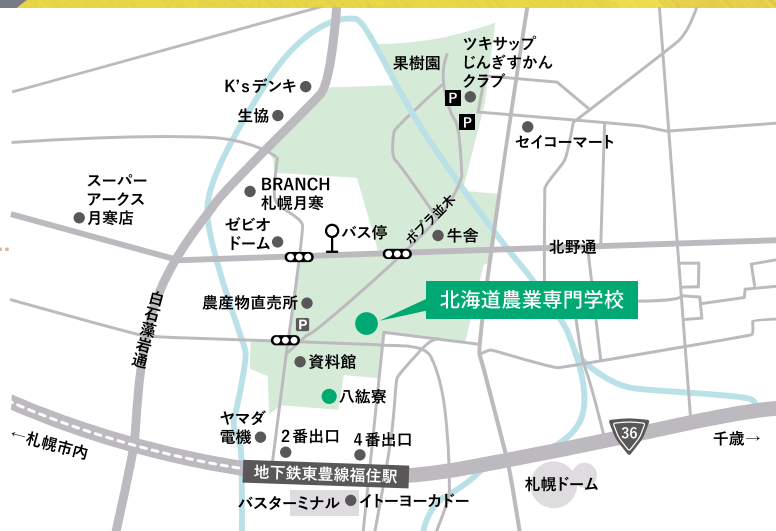 ツキサップ
じんぎすかん
クラブ
果樹園
P
P
K'sデンキ
生協
セイコーマート
スーパー
アークス
月寒店
BRANCH
札幌月寒
ゼビオ
ドーム
バス停
ポプラ並木
牛舎
北野通
農産物直売所
P
北海道農業専門学校
白石藻岩通
資料館
八紘寮
ヤマダ
電機
2番出口
4番出口
←札幌市内
36
千歳→
地下鉄東豊線福住駅
札幌ドーム
バスターミナル
イトーヨーカドー